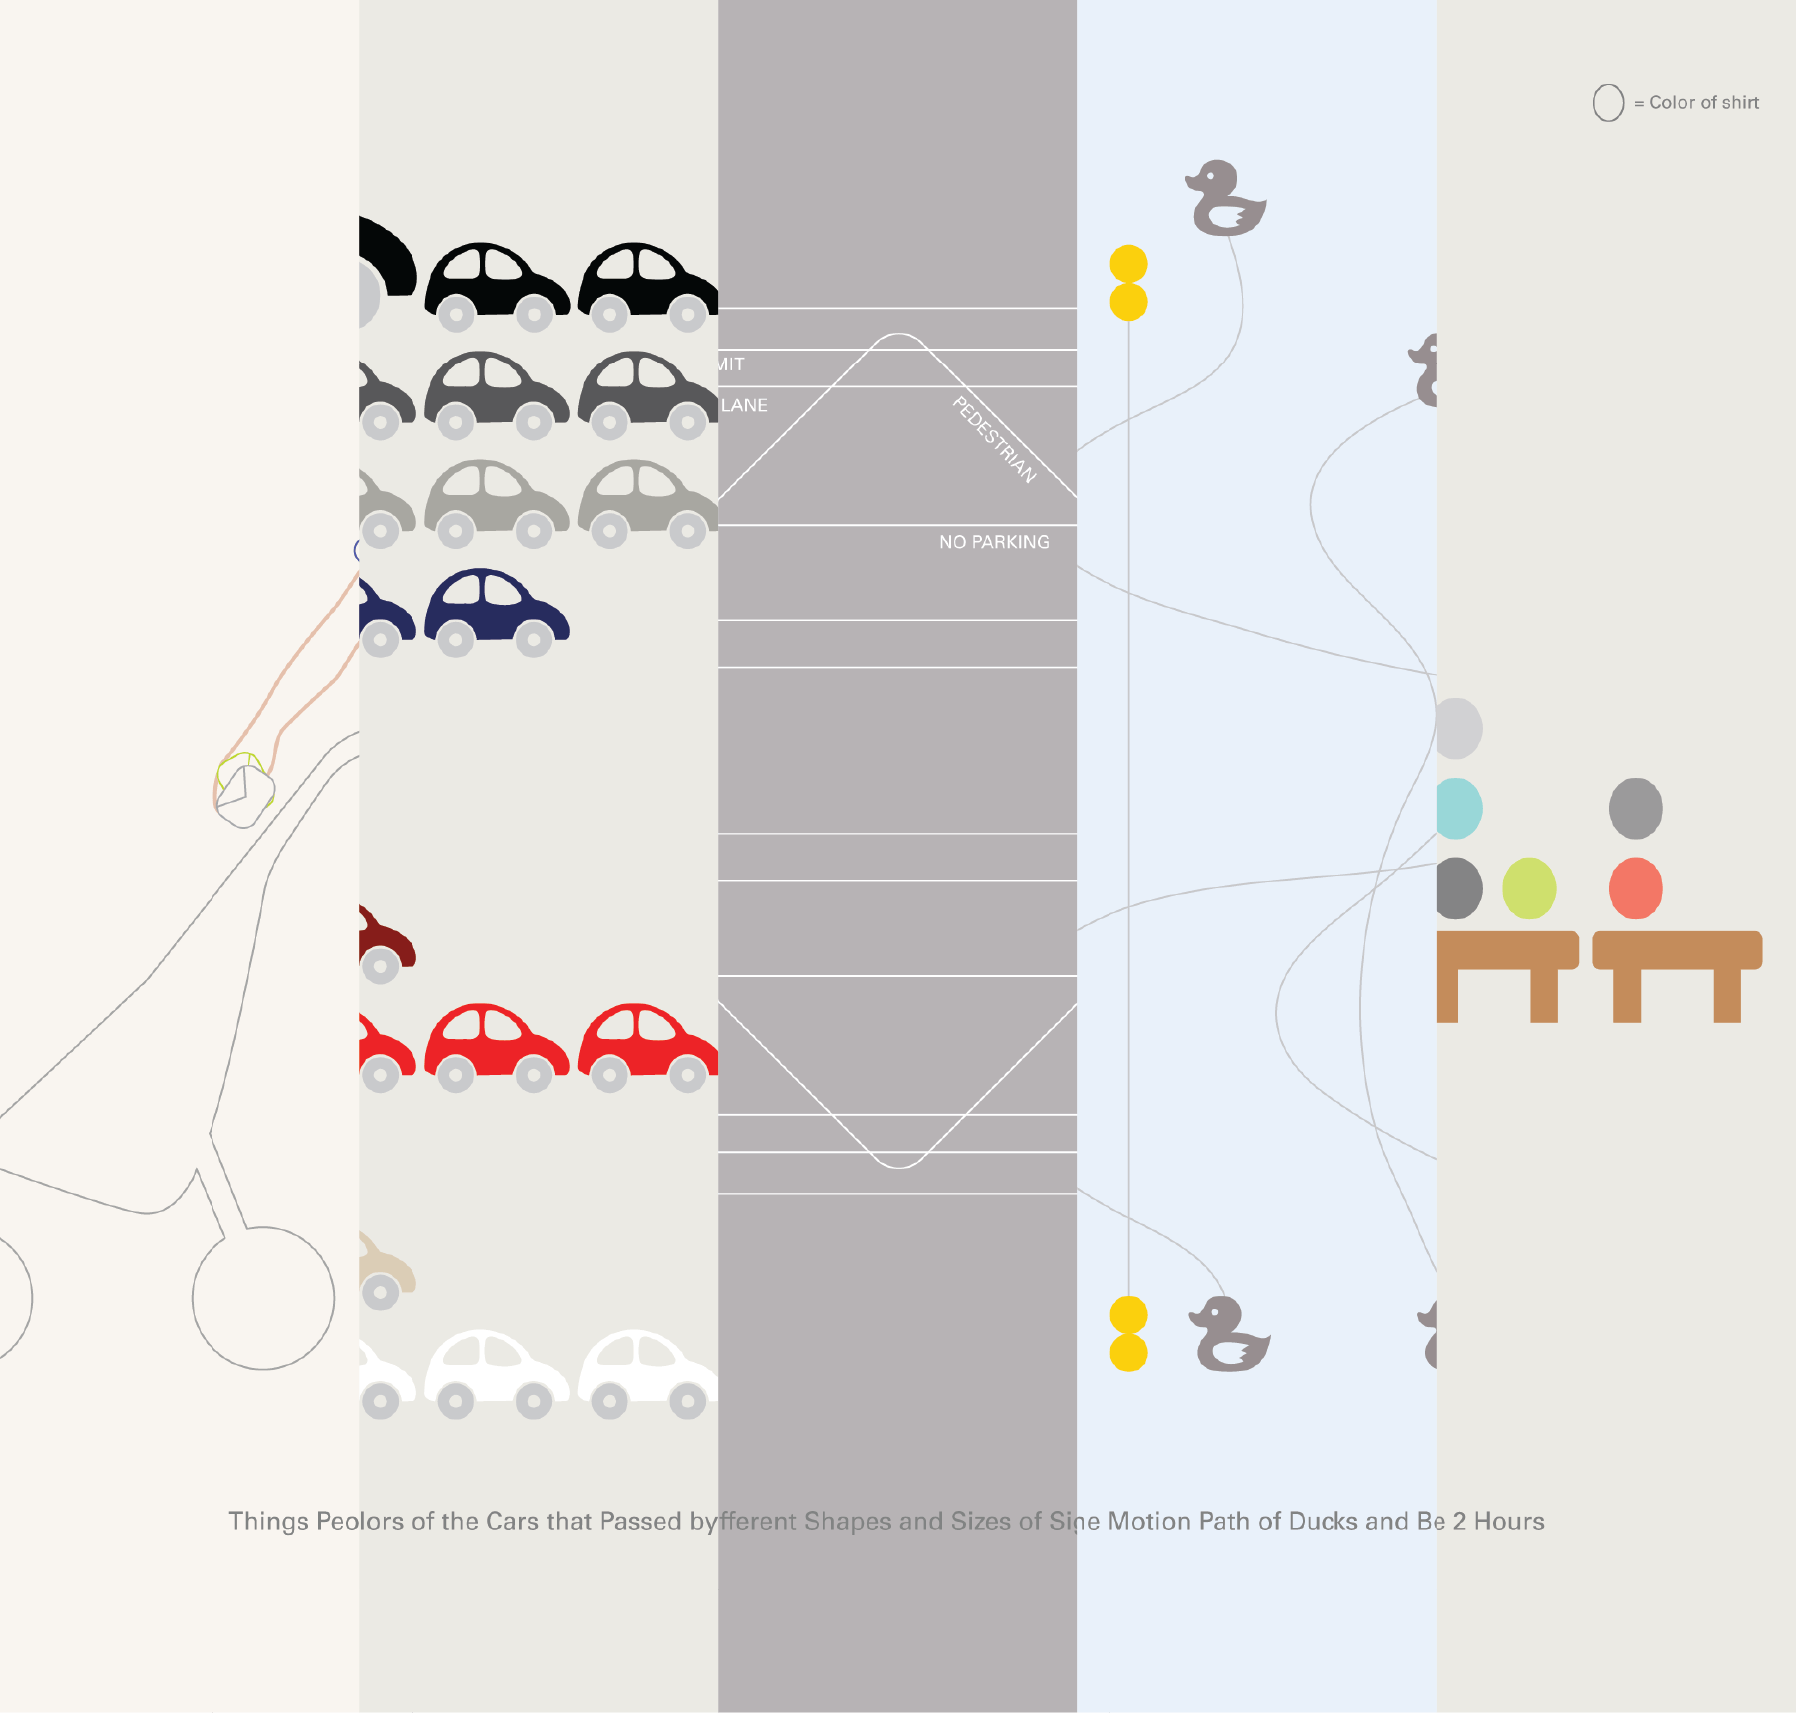 = Color of shirt
MIT
LANE
PEDESTRIAN
NO PARKING
Things Peolors of the Cars that Passed byfferent Shapes and Sizes of Sige Motion Path of Ducks and Be 2 Hours